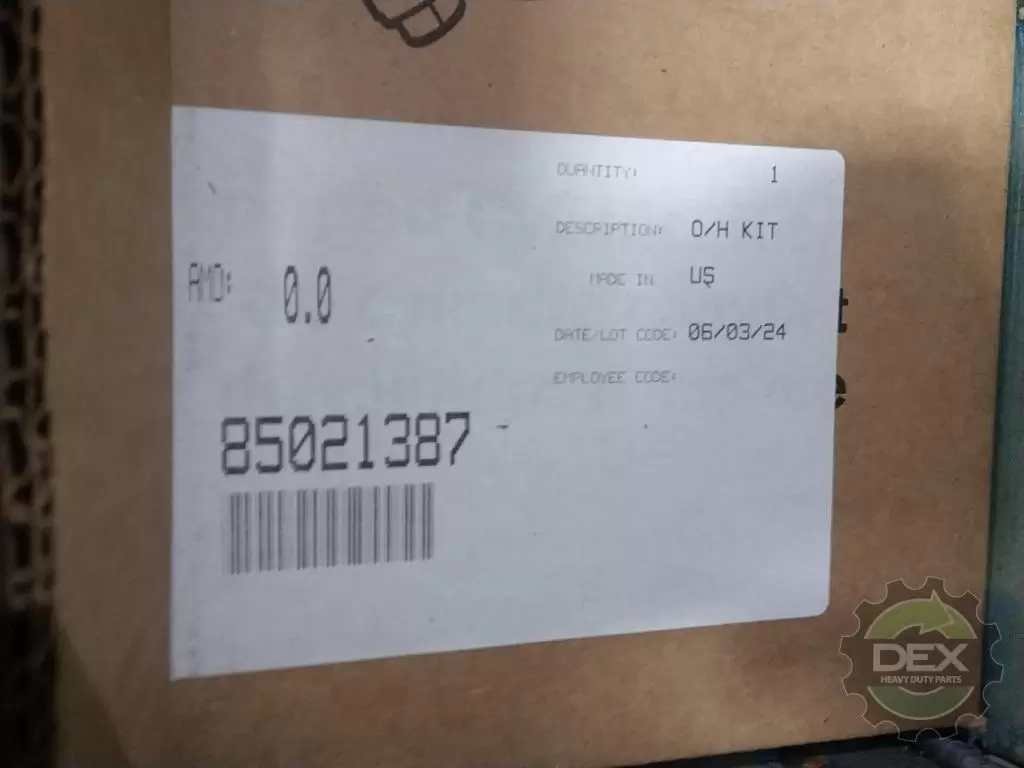 QUANTITY: 1
DESCRIPTION: O/H KIT
MADE IN US
AMD: 0.0
DATE/LOT CODE: 06/03/24
EMPLOYEE CODE:
85021387
DEX
HEAVY DUTY PARTS